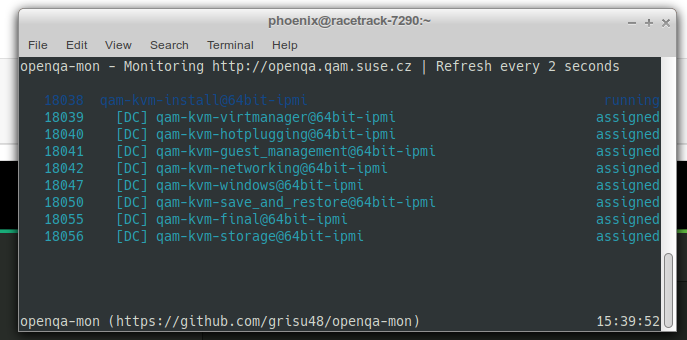 phoenix@racetrack-7290:~
File Edit View Search Terminal Help
openqa-mon - Monitoring http://openqa.qam.suse.cz | Refresh every 2 seconds
18038 qam-kvm-install@64bit-ipmi running
18039 [DC] qam-kvm-virtmanager@64bit-ipmi assigned
18040 [DC] qam-kvm-hotplugging@64bit-ipmi assigned
18041 [DC] qam-kvm-guest_management@64bit-ipmi assigned
18042 [DC] qam-kvm-networking@64bit-ipmi assigned
18047 [DC] qam-kvm-windows@64bit-ipmi assigned
18050 [DC] qam-kvm-save_and_restore@64bit-ipmi assigned
18055 [DC] qam-kvm-final@64bit-ipmi assigned
18056 [DC] qam-kvm-storage@64bit-ipmi assigned
openqa-mon (https://github.com/grisu48/openqa-mon) 15:39:52